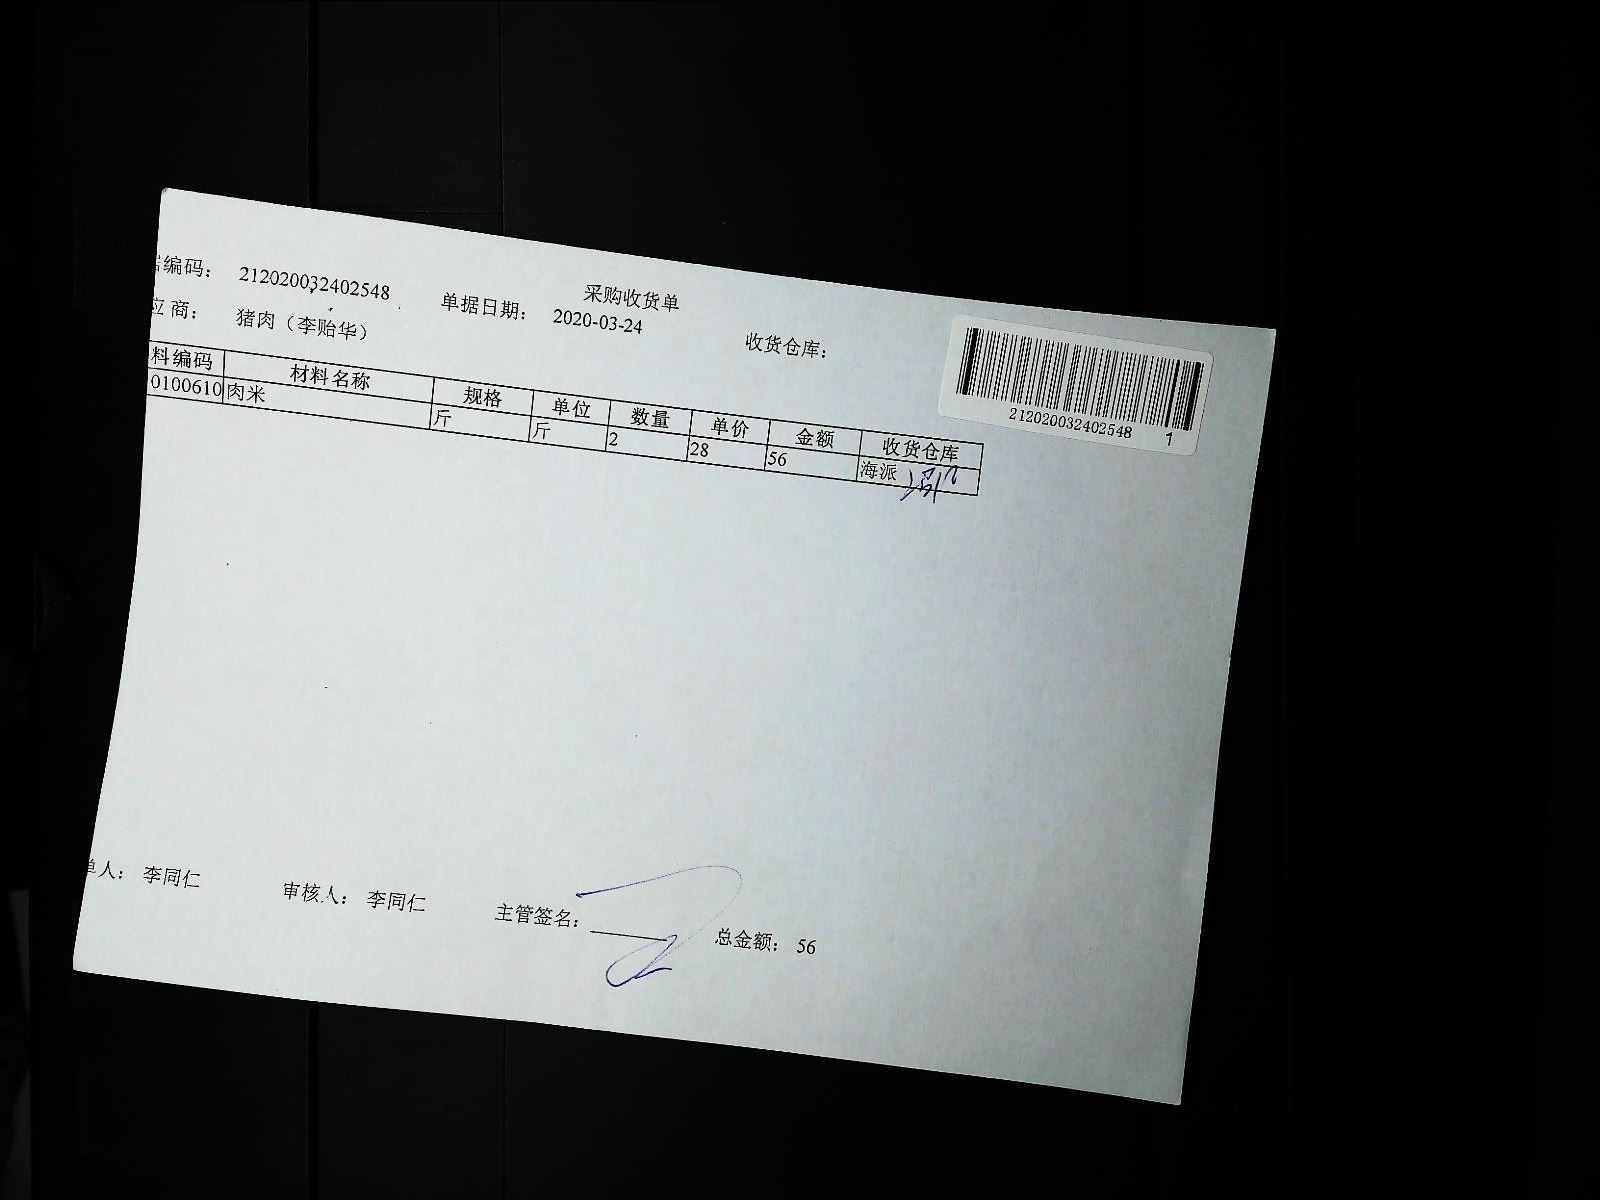 采购收货单
编码： 212020032402548 单据日期： 2020-03-24 收货仓库：
应商： 猪肉（李贻华）
料编码 材料名称 规格 单位 数量 单价 金额 收货仓库
0100610 肉米 斤 斤 2 28 56 海派
212020032402548 1
单人： 李同仁 审核人： 李同仁 主管签名： 总金额： 56